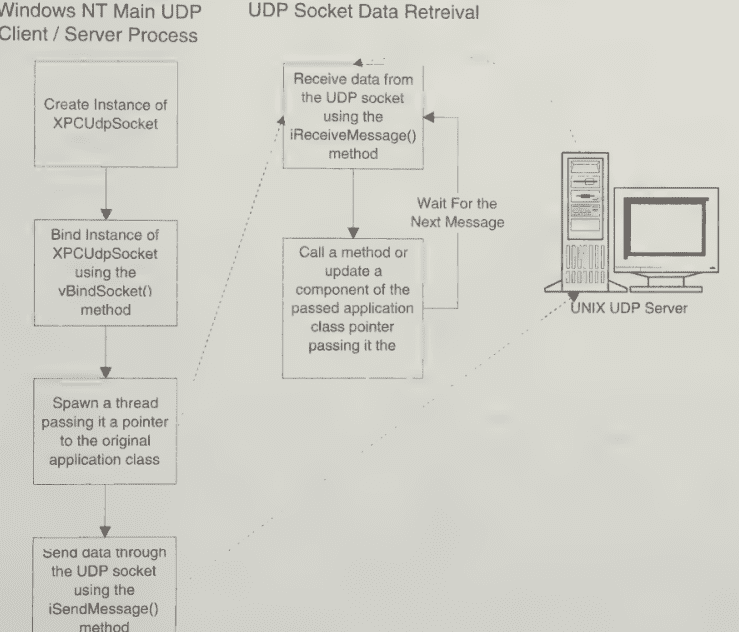 Windows NT Main UDP
Client / Server Process
Create Instance of
XPCUdpSocket
Bind Instance of
XPCUdpSocket
using the
vBindSocket()
method
Spawn a thread
passing it a pointer
to the original
application class
Send data through
the UDP socket
using the
iSendMessage()
method
UDP Socket Data Retreival
Receive data from
the UDP socket
using the
iReceiveMessage()
method
Wait For the
Next Message
Call a method or
update a
component of the
passed application
class pointer
passing it the
UNIX UDP Server